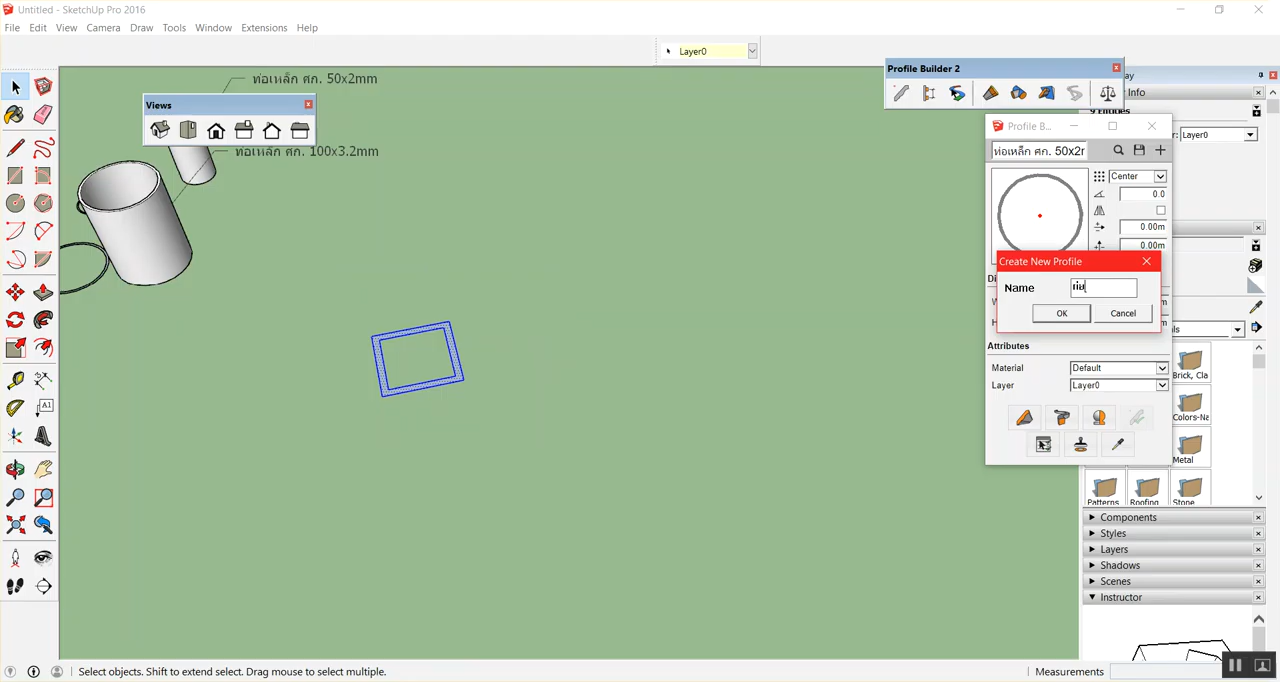 Untitled - SketchUp Pro 2016
File Edit View Camera Draw Tools Window Extensions Help
Layer0
ท่อเหล็ก ศก. 50x2mm
Views
ท่อเหล็ก ศก. 100x3.2mm
Profile Builder 2
Info
Layer0
Profile B...
ท่อเหล็ก ศก. 50x2r
Center
0.0
0.00m
0.00m
Create New Profile
Name
OK
Cancel
Attributes
Material Default
Layer Layer0
Brick, Cla
Colors-Na
Metal
Patterns Roofing Stone
Components
Styles
Layers
Shadows
Scenes
Instructor
Select objects. Shift to extend select. Drag mouse to select multiple.
Measurements